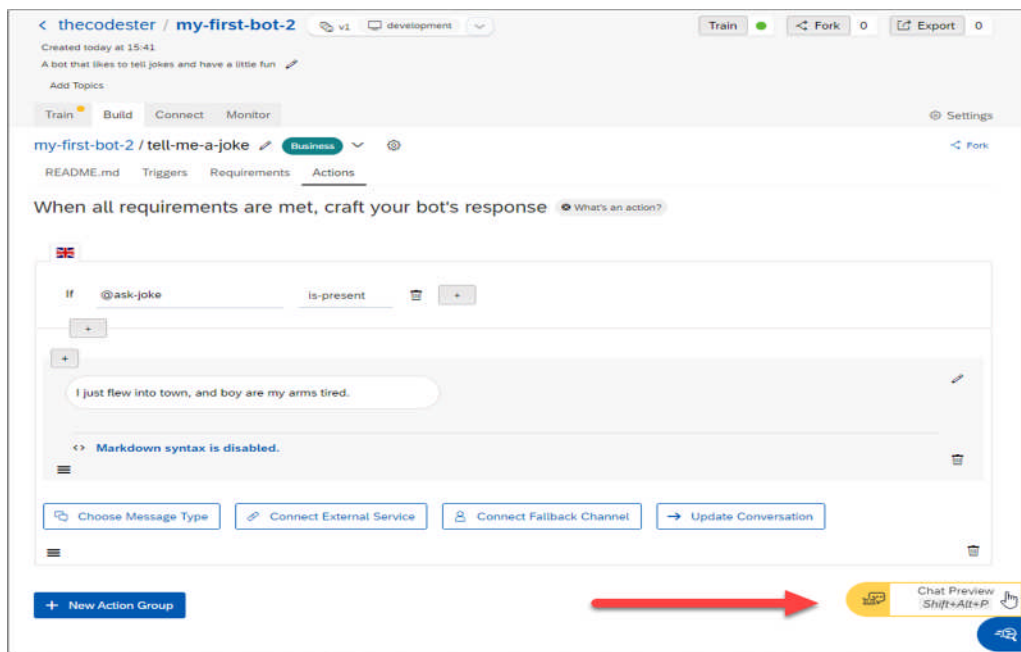 thecodester / my-first-bot-2 v1 development Train Fork 0 Export 0
Created today at 15:41
A bot that likes to tell jokes and have a little fun
Add Topics
Train Build Connect Monitor Settings
my-first-bot-2 / tell-me-a-joke Business Fork
README.md Triggers Requirements Actions
When all requirements are met, craft your bot's response What's an action?
If @ask-joke is-present +
+
+
I just flew into town, and boy are my arms tired.
<> Markdown syntax is disabled.
Choose Message Type Connect External Service Connect Fallback Channel Update Conversation
+ New Action Group
Chat Preview
Shift+Alt+P